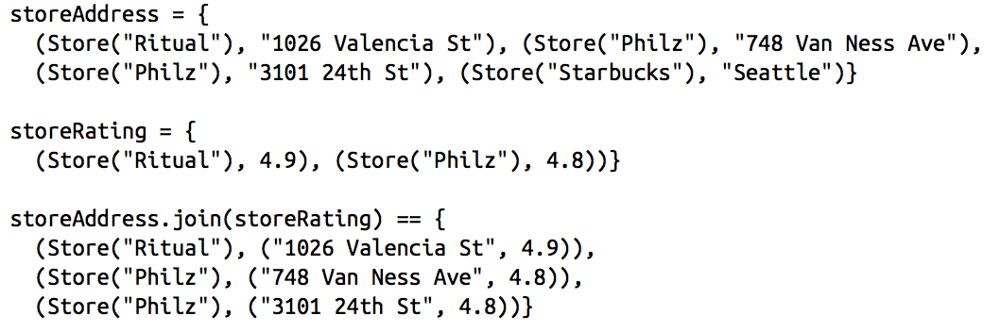 storeAddress = {
(Store("Ritual"), "1026 Valencia St"), (Store("Philz"), "748 Van Ness Ave"),
(Store("Philz"), "3101 24th St"), (Store("Starbucks"), "Seattle")}
storeRating = {
(Store("Ritual"), 4.9), (Store("Philz"), 4.8))}
storeAddress.join(storeRating) == {
(Store("Ritual"), ("1026 Valencia St", 4.9)),
(Store("Philz"), ("748 Van Ness Ave", 4.8)),
(Store("Philz"), ("3101 24th St", 4.8))}